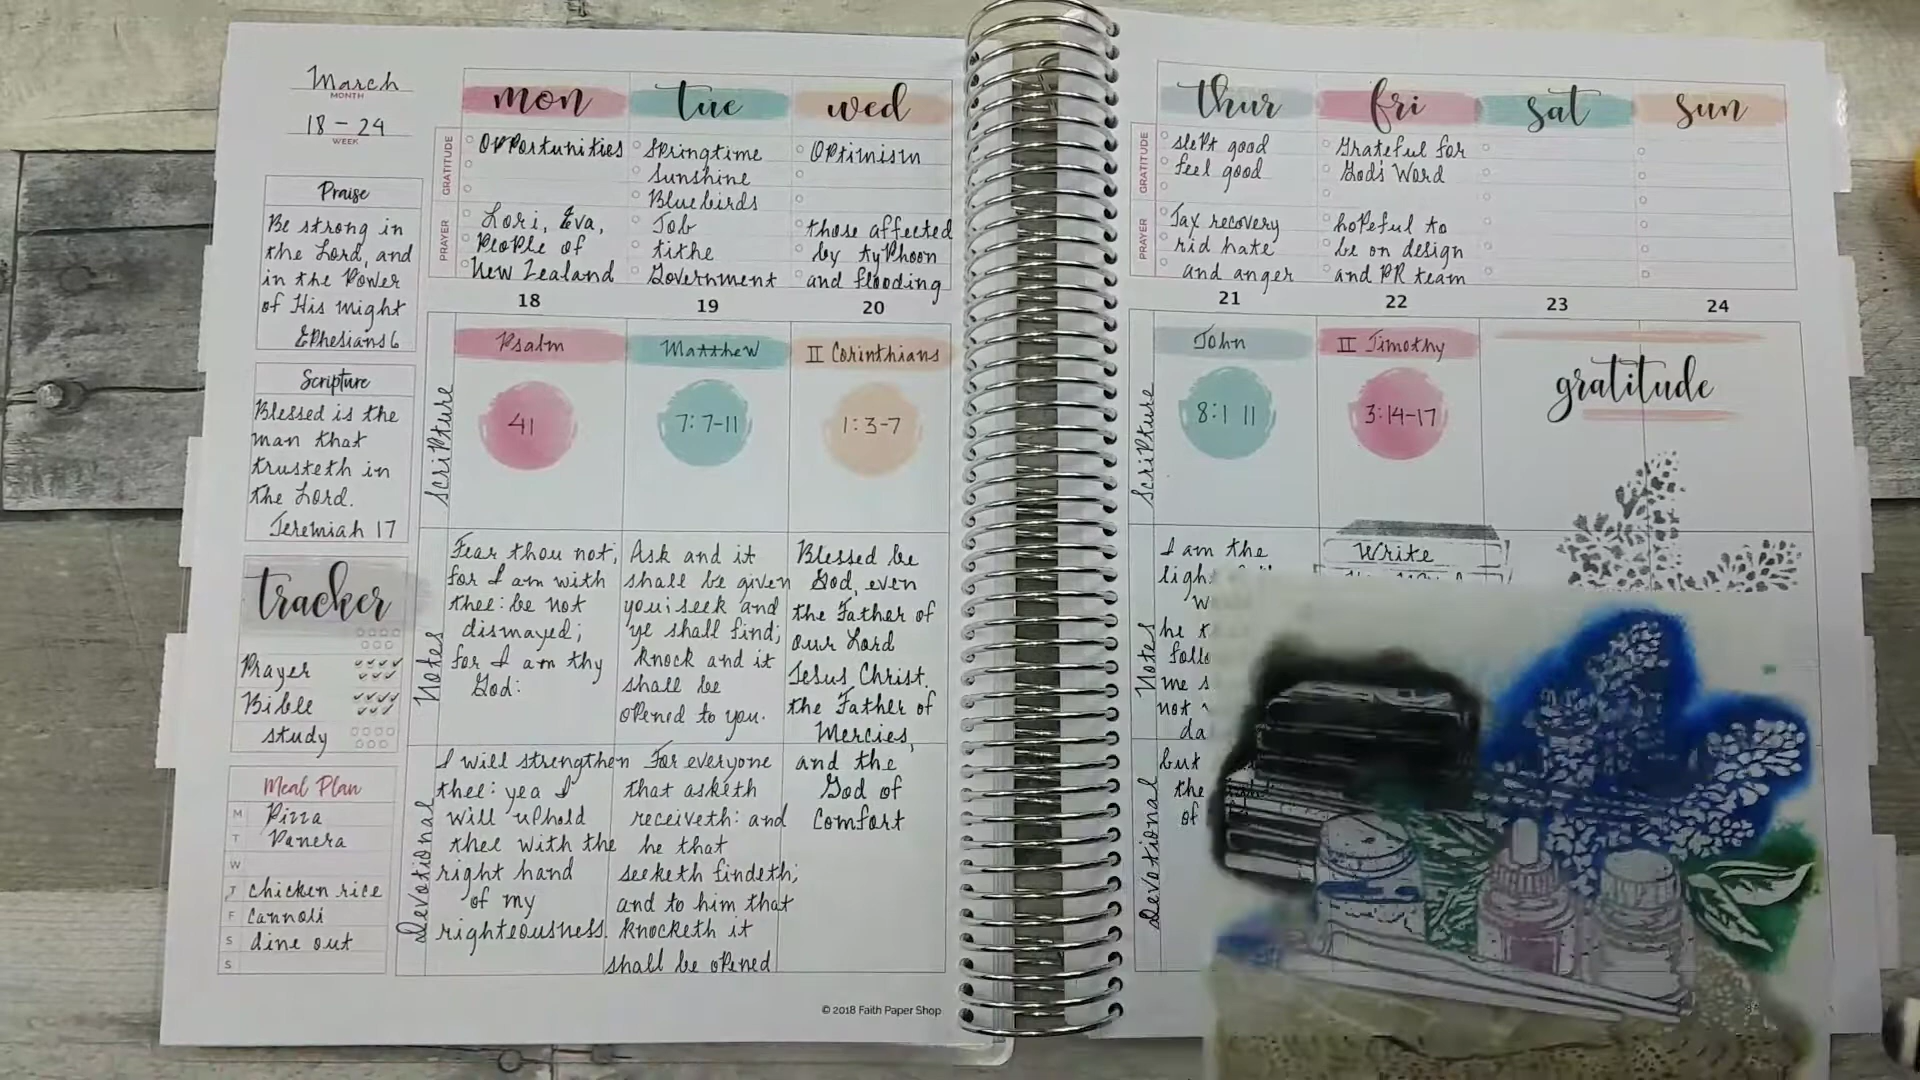 March
MONTH
18 - 24
WEEK
Praise
Be strong in
the Lord, and
in the Power
of His might
Ephesians 6
Scripture
Blessed is the
man that
trusteth in
the Lord.
Jeremiah 17
tracker
Prayer
Bible
study
Meal Plan
M Pizza
T Panera
W
T chicken rice
F Cannoli
S dine out
S
mon
tue
wed
GRATITUDE
Opportunities
Springtime
Sunshine
Bluebirds
Optimism
PRAYER
Lori, Eva,
People of
New Zealand
Job
tithe
Government
those affected
by typhoon
and flooding
18
19
20
Scripture
Psalm
41
Matthew
7:7-11
II Corinthians
1:3-7
Notes
Fear thou not,
for I am with
thee: be not
dismayed;
for I am thy
God:
Ask and it
shall be given
you; seek and
ye shall find;
knock and it
shall be
opened to you.
Blessed be
God, even
the Father of
our Lord
Jesus Christ.
the Father of
Mercies,
Devotional
I will strengthen
thee: yea I
will uphold
thee with the
right hand
of my
righteousness.
For everyone
that asketh
receiveth: and
he that
seeketh findeth;
and to him that
knocketh it
shall be opened
and the
God of
Comfort
© 2018 Faith Paper Shop
thur
fri
sat
sun
GRATITUDE
slept good
feel good
Grateful for
God's Word
PRAYER
Tax recovery
rid hate
and anger
hopeful to
be on design
and PR team
21
22
23
24
Scripture
John
8:1 11
II Timothy
3:14-17
gratitude
Notes
I am the
he
me
not
Write
Devotional
but
the
of